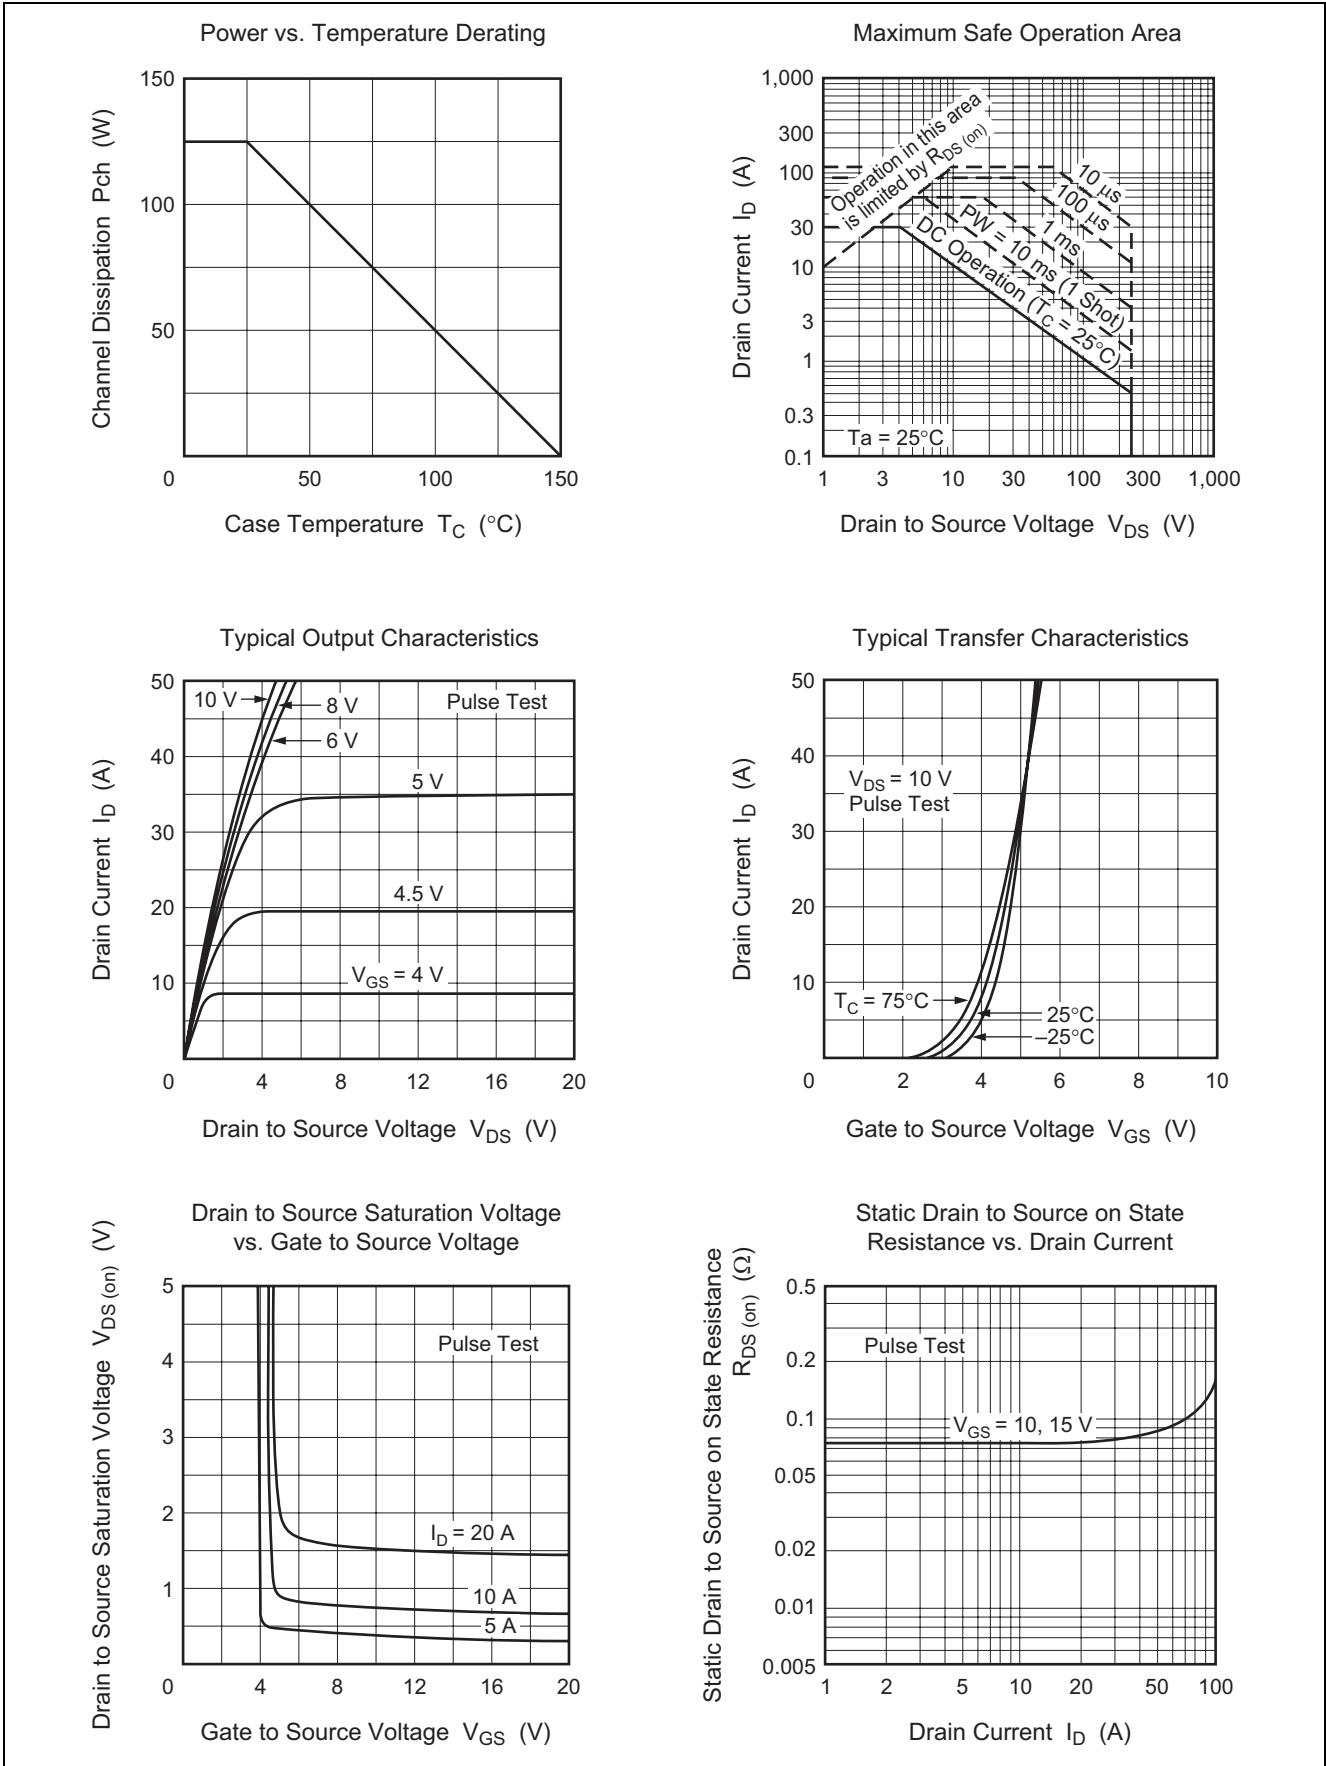 Power vs. Temperature Derating
Channel Dissipation Pch (W)
150
100
50
0
50
100
150
Case Temperature TC (°C)
Maximum Safe Operation Area
Drain Current ID (A)
1,000
300
100
30
10
3
1
0.3
0.1
Operation in this area
is limited by RDS (on)
10 μs
100 μs
1 ms
PW = 10 ms (1 Shot)
DC Operation (TC = 25°C)
Ta = 25°C
1
3
10
30
100
300
1,000
Drain to Source Voltage VDS (V)
Typical Output Characteristics
Drain Current ID (A)
50
40
30
20
10
0
10 V
8 V
6 V
Pulse Test
5 V
4.5 V
VGS = 4 V
4
8
12
16
20
Drain to Source Voltage VDS (V)
Typical Transfer Characteristics
Drain Current ID (A)
50
40
30
20
10
0
VDS = 10 V
Pulse Test
TC = 75°C
25°C
–25°C
2
4
6
8
10
Gate to Source Voltage VGS (V)
Drain to Source Saturation Voltage
vs. Gate to Source Voltage
Drain to Source Saturation Voltage VDS (on) (V)
5
4
3
2
1
0
Pulse Test
ID = 20 A
10 A
5 A
4
8
12
16
20
Gate to Source Voltage VGS (V)
Static Drain to Source on State
Resistance vs. Drain Current
Static Drain to Source on State Resistance
RDS (on) (Ω)
0.5
0.2
0.1
0.05
0.02
0.01
0.005
Pulse Test
VGS = 10, 15 V
1
2
5
10
20
50
100
Drain Current ID (A)